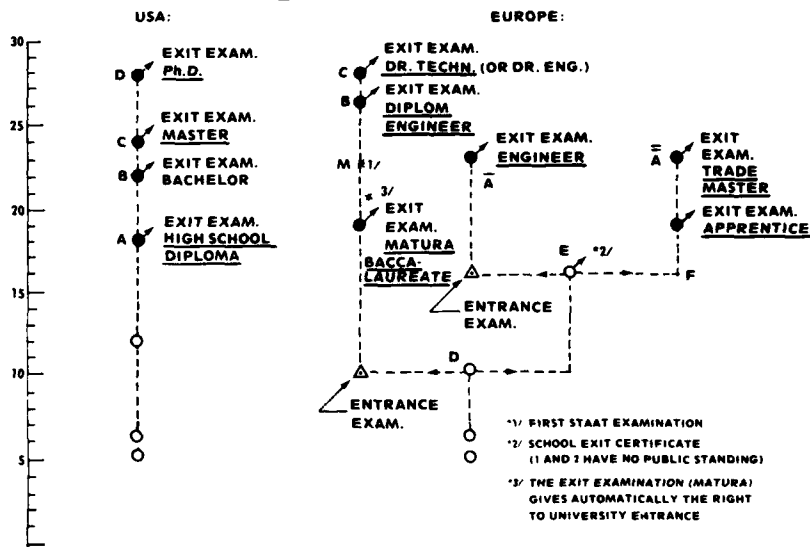 USA:
EUROPE:
30
25
20
16
10
5
D
EXIT EXAM.
Ph.D.
C
EXIT EXAM.
MASTER
B
EXIT EXAM.
BACHELOR
A
EXIT EXAM.
HIGH SCHOOL
DIPLOMA
C
EXIT EXAM.
DR. TECHN. (OR DR. ENG.)
B
EXIT EXAM.
DIPLOM
ENGINEER
M *1/
* 3/
EXIT
EXAM.
MATURA
BACCA-
LAUREATE
EXIT EXAM.
ENGINEER
A
ENTRANCE
EXAM.
E
*2/
A
EXIT
EXAM.
TRADE
MASTER
EXIT EXAM.
APPRENTICE
F
D
ENTRANCE
EXAM.
*1/ FIRST STAAT EXAMINATION
*2/ SCHOOL EXIT CERTIFICATE
(1 AND 2 HAVE NO PUBLIC STANDING)
*3/ THE EXIT EXAMINATION (MATURA)
GIVES AUTOMATICALLY THE RIGHT
TO UNIVERSITY ENTRANCE